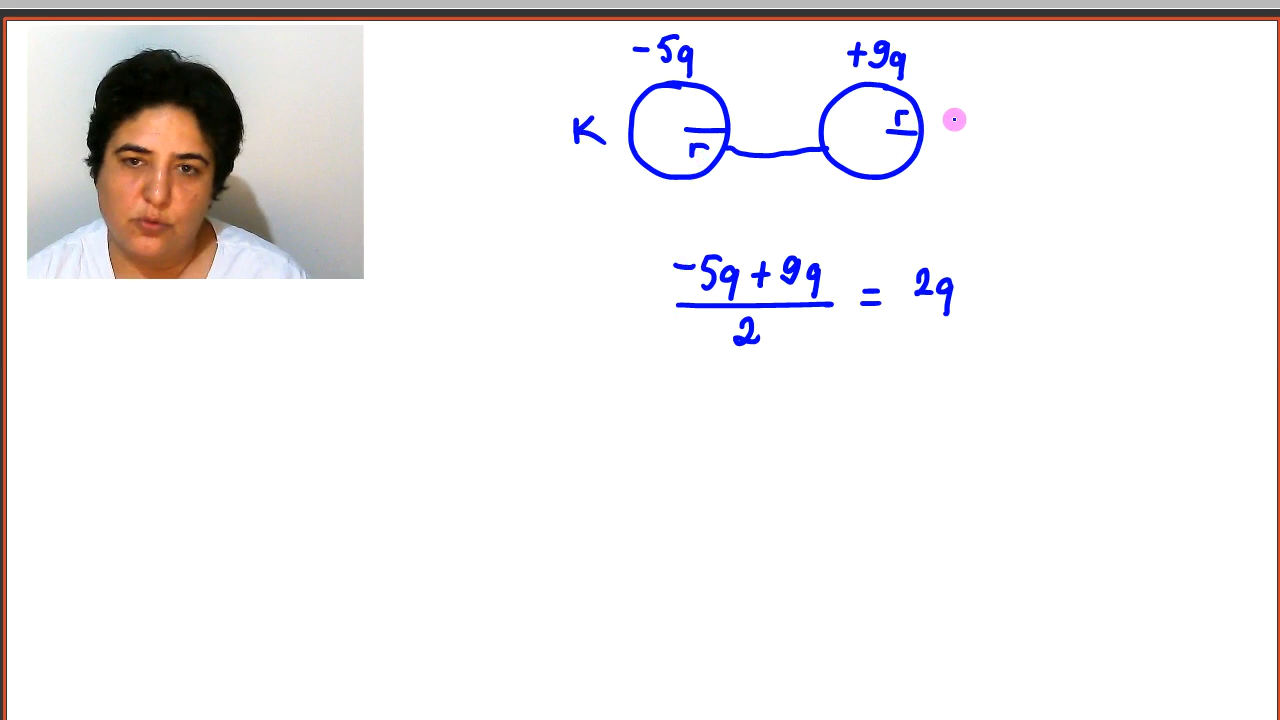 -5q +9q
K r r
-5q + 9q
2
= 2q